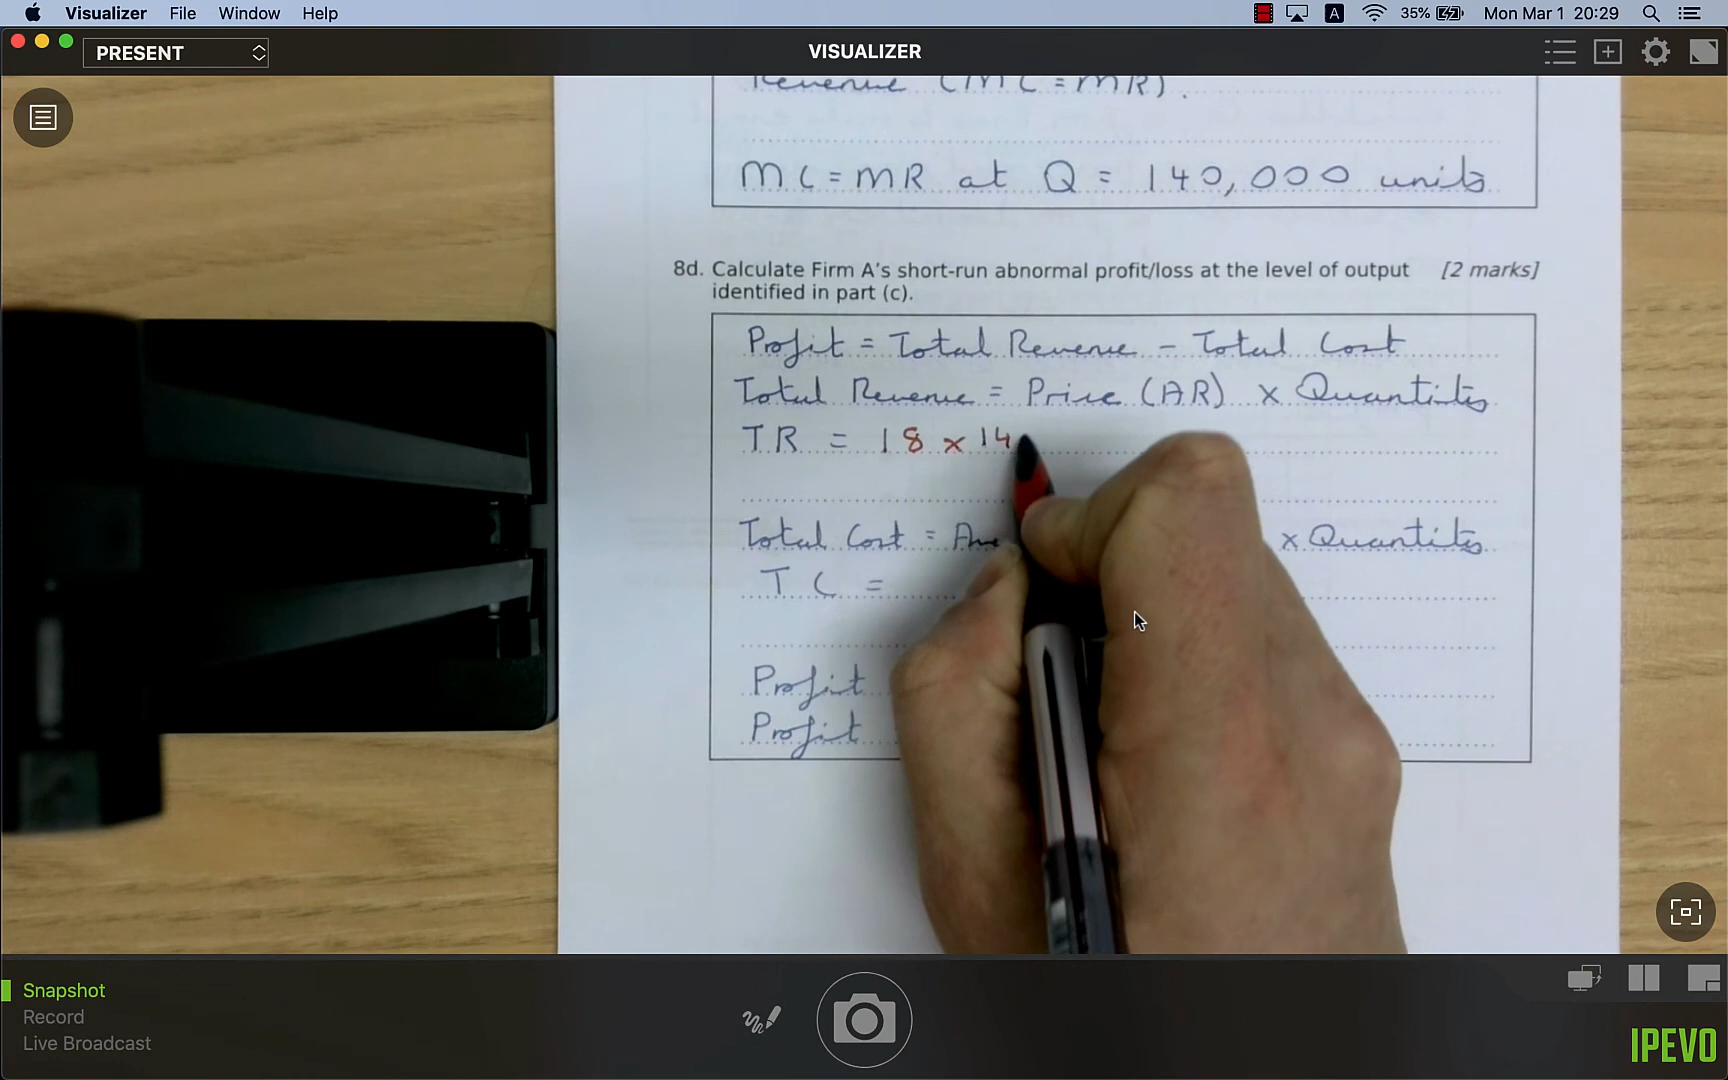 Visualizer File Window Help 35% Mon Mar 1 20:29
PRESENT
VISUALIZER
Revenue (MC = MR).
MC = MR at Q = 140,000 units
8d. Calculate Firm A's short-run abnormal profit/loss at the level of output [2 marks]
identified in part (c).
Profit = Total Revenue - Total Cost
Total Revenue = Price (AR) x Quantity
TR = 18 x 14
Total Cost = Ave x Quantity
TC =
Profit
Profit
Snapshot
Record
Live Broadcast
IPEVO